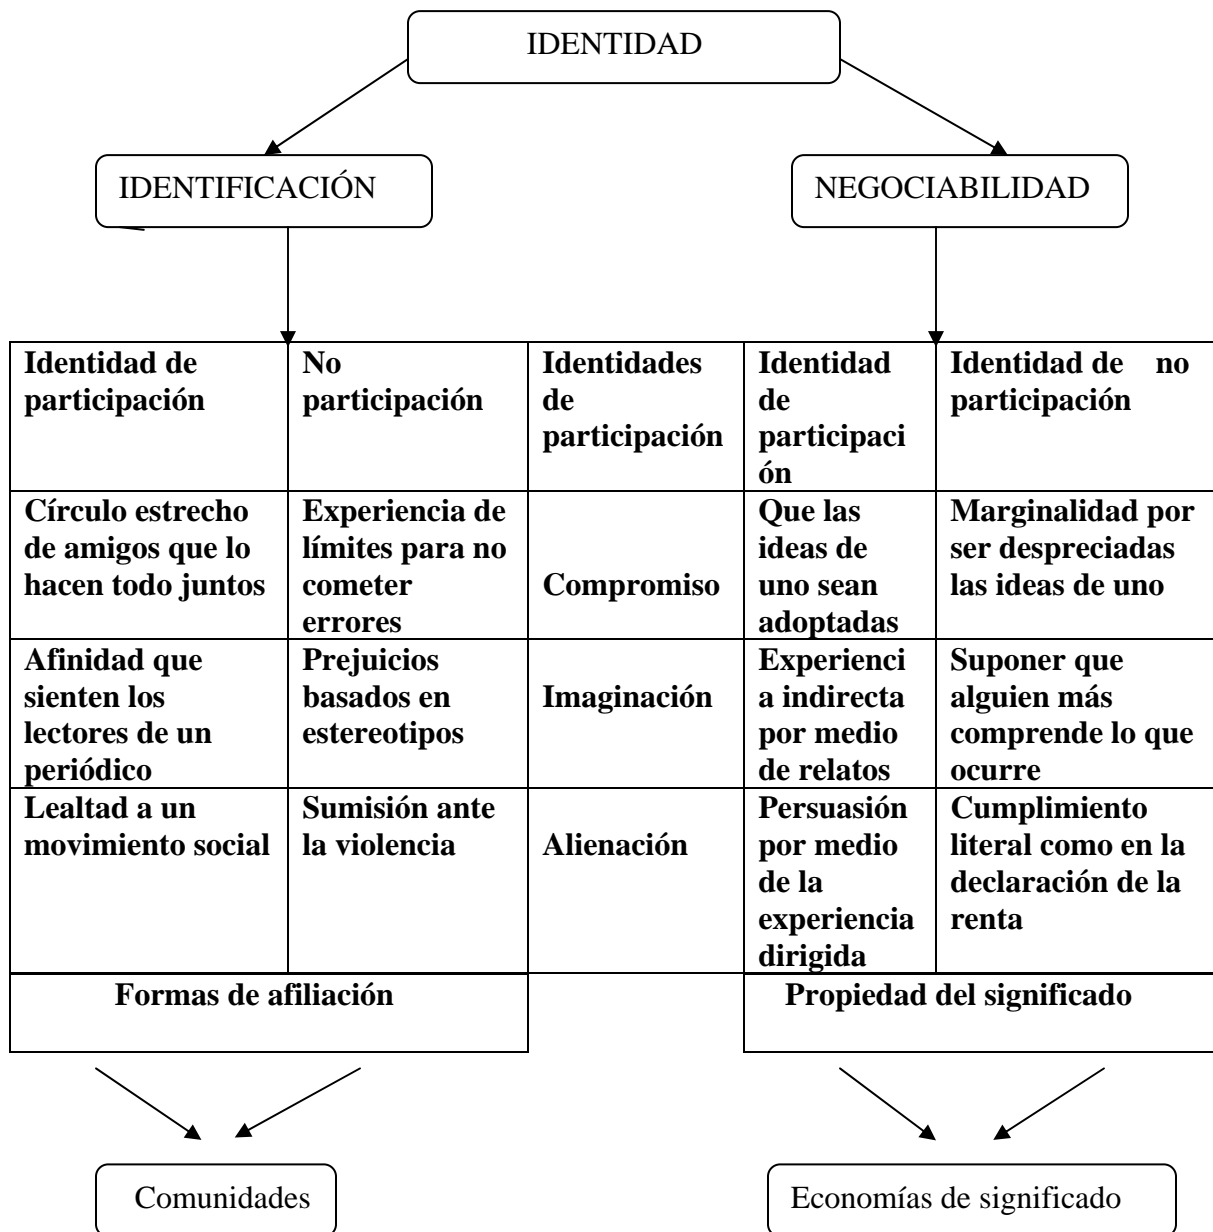 IDENTIDAD
IDENTIFICACIÓN
NEGOCIABILIDAD
Identidad de
participación
No
participación
Identidades
de
participación
Identidad
de
participaci
ón
Identidad de no
participación
Círculo estrecho
de amigos que lo
hacen todo juntos
Experiencia de
límites para no
cometer
errores
Compromiso
Que las
ideas de
uno sean
adoptadas
Marginalidad por
ser despreciadas
las ideas de uno
Afinidad que
sienten los
lectores de un
periódico
Prejuicios
basados en
estereotipos
Imaginación
Experienci
a indirecta
por medio
de relatos
Suponer que
alguien más
comprende lo que
ocurre
Lealtad a un
movimiento social
Sumisión ante
la violencia
Alienación
Persuasión
por medio
de la
experiencia
dirigida
Cumplimiento
literal como en la
declaración de la
renta
Formas de afiliación
Propiedad del significado
Comunidades
Economías de significado